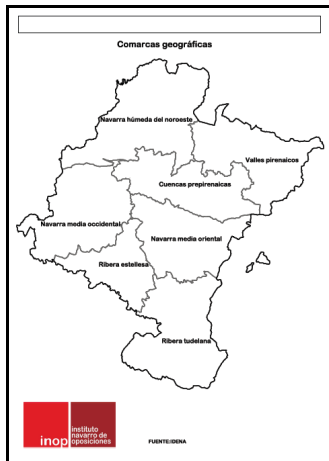 Comarcas geográficas
Navarra húmeda del noroeste
Valles pirenaicos
Cuencas prepirenaicas
Navarra media occidental
Navarra media oriental
Ribera estellesa
Ribera tudelana
inop
instituto
navarro de
oposiciones
FUENTE:IDENA